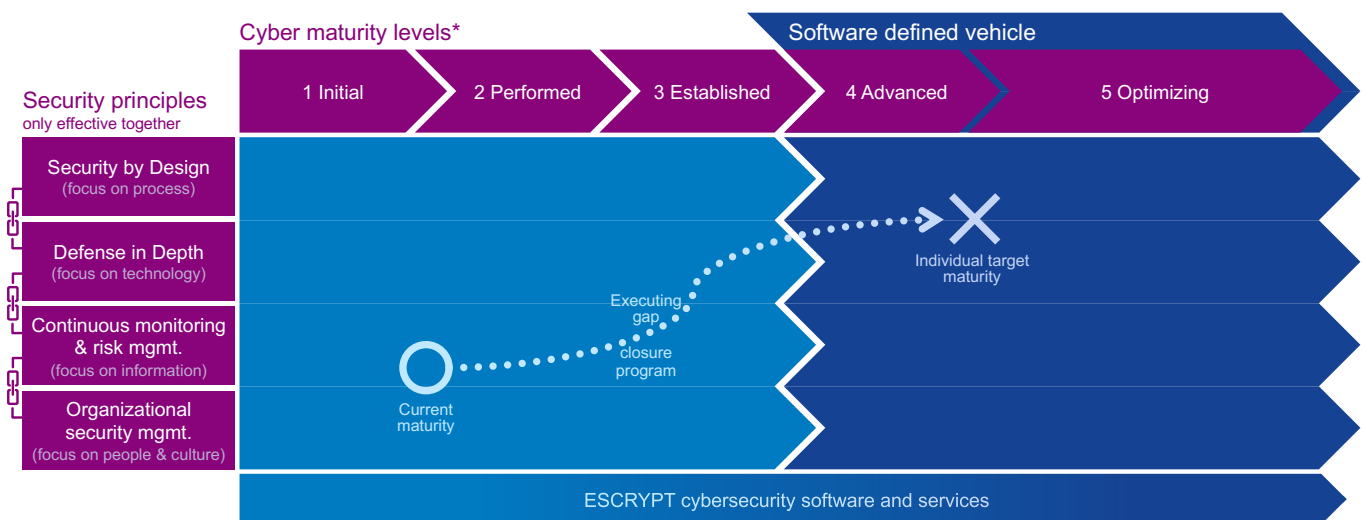 Cyber maturity levels*
Software defined vehicle
1 Initial
2 Performed
3 Established
4 Advanced
5 Optimizing
Security principles
only effective together
Security by Design
(focus on process)
Defense in Depth
(focus on technology)
Continuous monitoring
& risk mgmt.
(focus on information)
Organizational
security mgmt.
(focus on people & culture)
Current
maturity
Executing
gap
closure
program
Individual target
maturity
ESCRYPT cybersecurity software and services